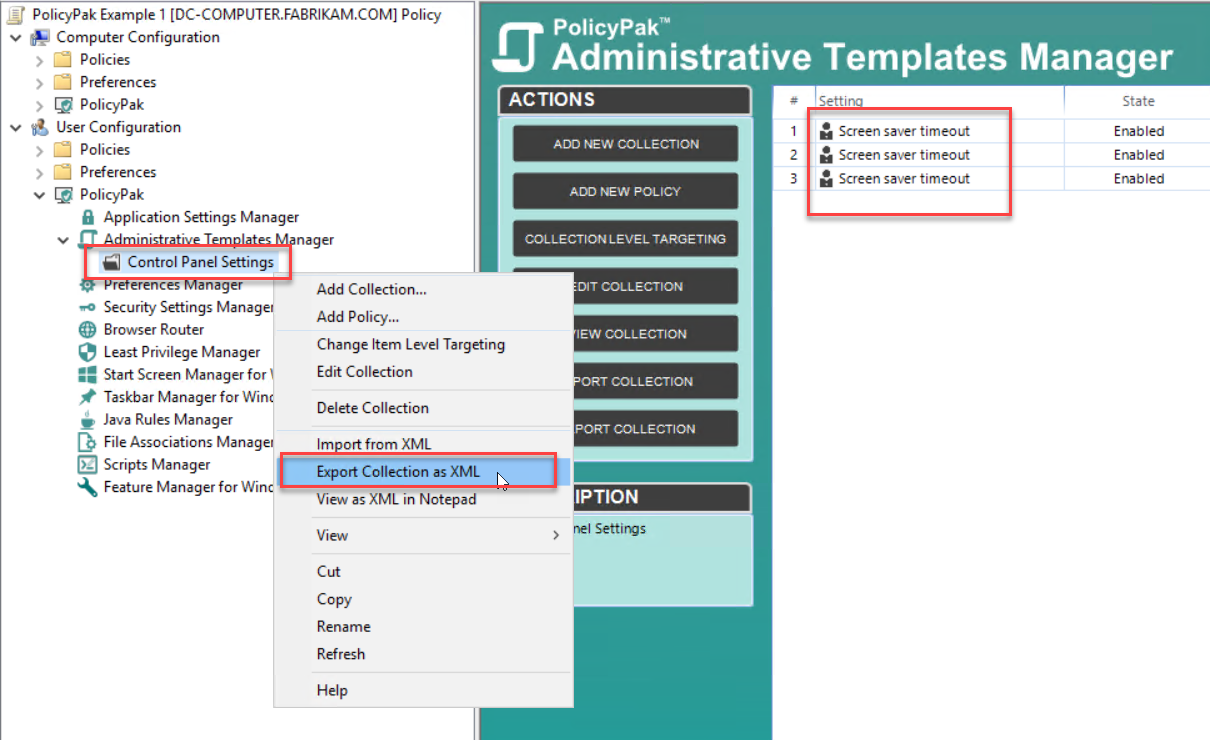 PolicyPak Example 1 [DC-COMPUTER.FABRIKAM.COM] Policy
Computer Configuration
Policies
Preferences
PolicyPak
User Configuration
Policies
Preferences
PolicyPak
Application Settings Manager
Administrative Templates Manager
Control Panel Settings
Preferences Manager
Security Settings Manager
Browser Router
Least Privilege Manager
Start Screen Manager for
Taskbar Manager for Wind
Java Rules Manager
File Associations Manager
Scripts Manager
Feature Manager for Wind
Add Collection...
Add Policy...
Change Item Level Targeting
Edit Collection
Delete Collection
Import from XML
Export Collection as XML
View as XML in Notepad
View
Cut
Copy
Rename
Refresh
Help
PolicyPak™
Administrative Templates Manager
ACTIONS
ADD NEW COLLECTION
ADD NEW POLICY
COLLECTION LEVEL TARGETING
EDIT COLLECTION
VIEW COLLECTION
PORT COLLECTION
PORT COLLECTION
IPTION
nel Settings
# Setting State
1 Screen saver timeout Enabled
2 Screen saver timeout Enabled
3 Screen saver timeout Enabled